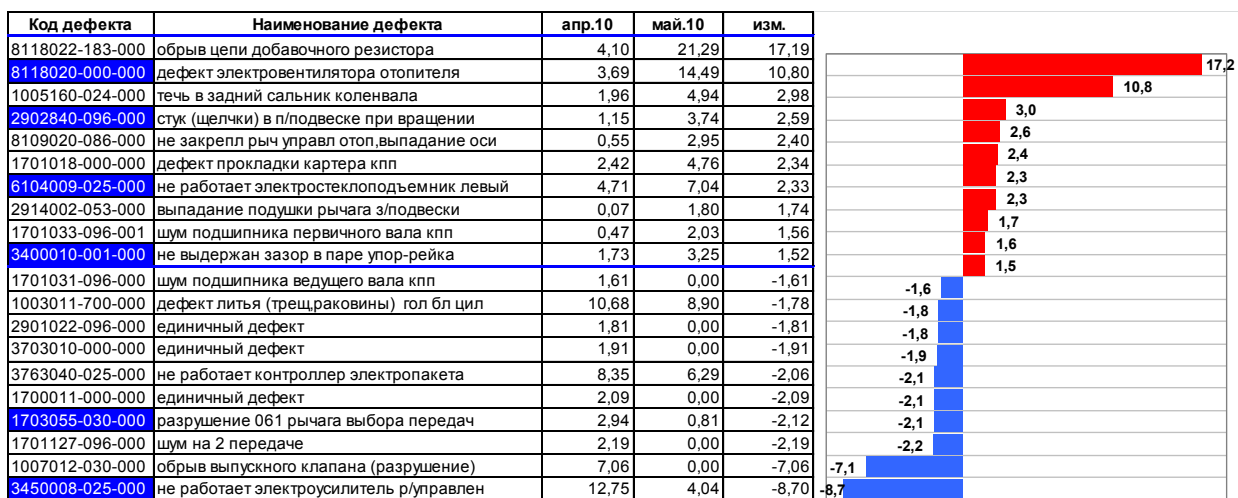 Код дефекта Наименование дефекта апр.10 май.10 изм.
8118022-183-000 обрыв цепи добавочного резистора 4,10 21,29 17,19
8118020-000-000 дефект электровентилятора отопителя 3,69 14,49 10,80
1005160-024-000 течь в задний сальник коленвала 1,96 4,94 2,98
2902840-096-000 стук (щелчки) в п/подвеске при вращении 1,15 3,74 2,59
8109020-086-000 не закрепл рыч управл отоп,выпадание оси 0,55 2,95 2,40
1701018-000-000 дефект прокладки картера кпп 2,42 4,76 2,34
6104009-025-000 не работает электростеклоподъемник левый 4,71 7,04 2,33
2914002-053-000 выпадание подушки рычага з/подвески 0,07 1,80 1,74
1701033-096-001 шум подшипника первичного вала кпп 0,47 2,03 1,56
3400010-001-000 не выдержан зазор в паре упор-рейка 1,73 3,25 1,52
1701031-096-000 шум подшипника ведущего вала кпп 1,61 0,00 -1,61
1003011-700-000 дефект литья (трещ,раковины) гол бл цил 10,68 8,90 -1,78
2901022-096-000 единичный дефект 1,81 0,00 -1,81
3703010-000-000 единичный дефект 1,91 0,00 -1,91
3763040-025-000 не работает контроллер электропакета 8,35 6,29 -2,06
1700011-000-000 единичный дефект 2,09 0,00 -2,09
1703055-030-000 разрушение 061 рычага выбора передач 2,94 0,81 -2,12
1701127-096-000 шум на 2 передаче 2,19 0,00 -2,19
1007012-030-000 обрыв выпускного клапана (разрушение) 7,06 0,00 -7,06
3450008-025-000 не работает электроусилитель р/управлен 12,75 4,04 -8,70
17,2
10,8
3,0
2,6
2,4
2,3
2,3
1,7
1,6
1,5
-1,6
-1,8
-1,8
-1,9
-2,1
-2,1
-2,1
-2,2
-7,1
-8,7